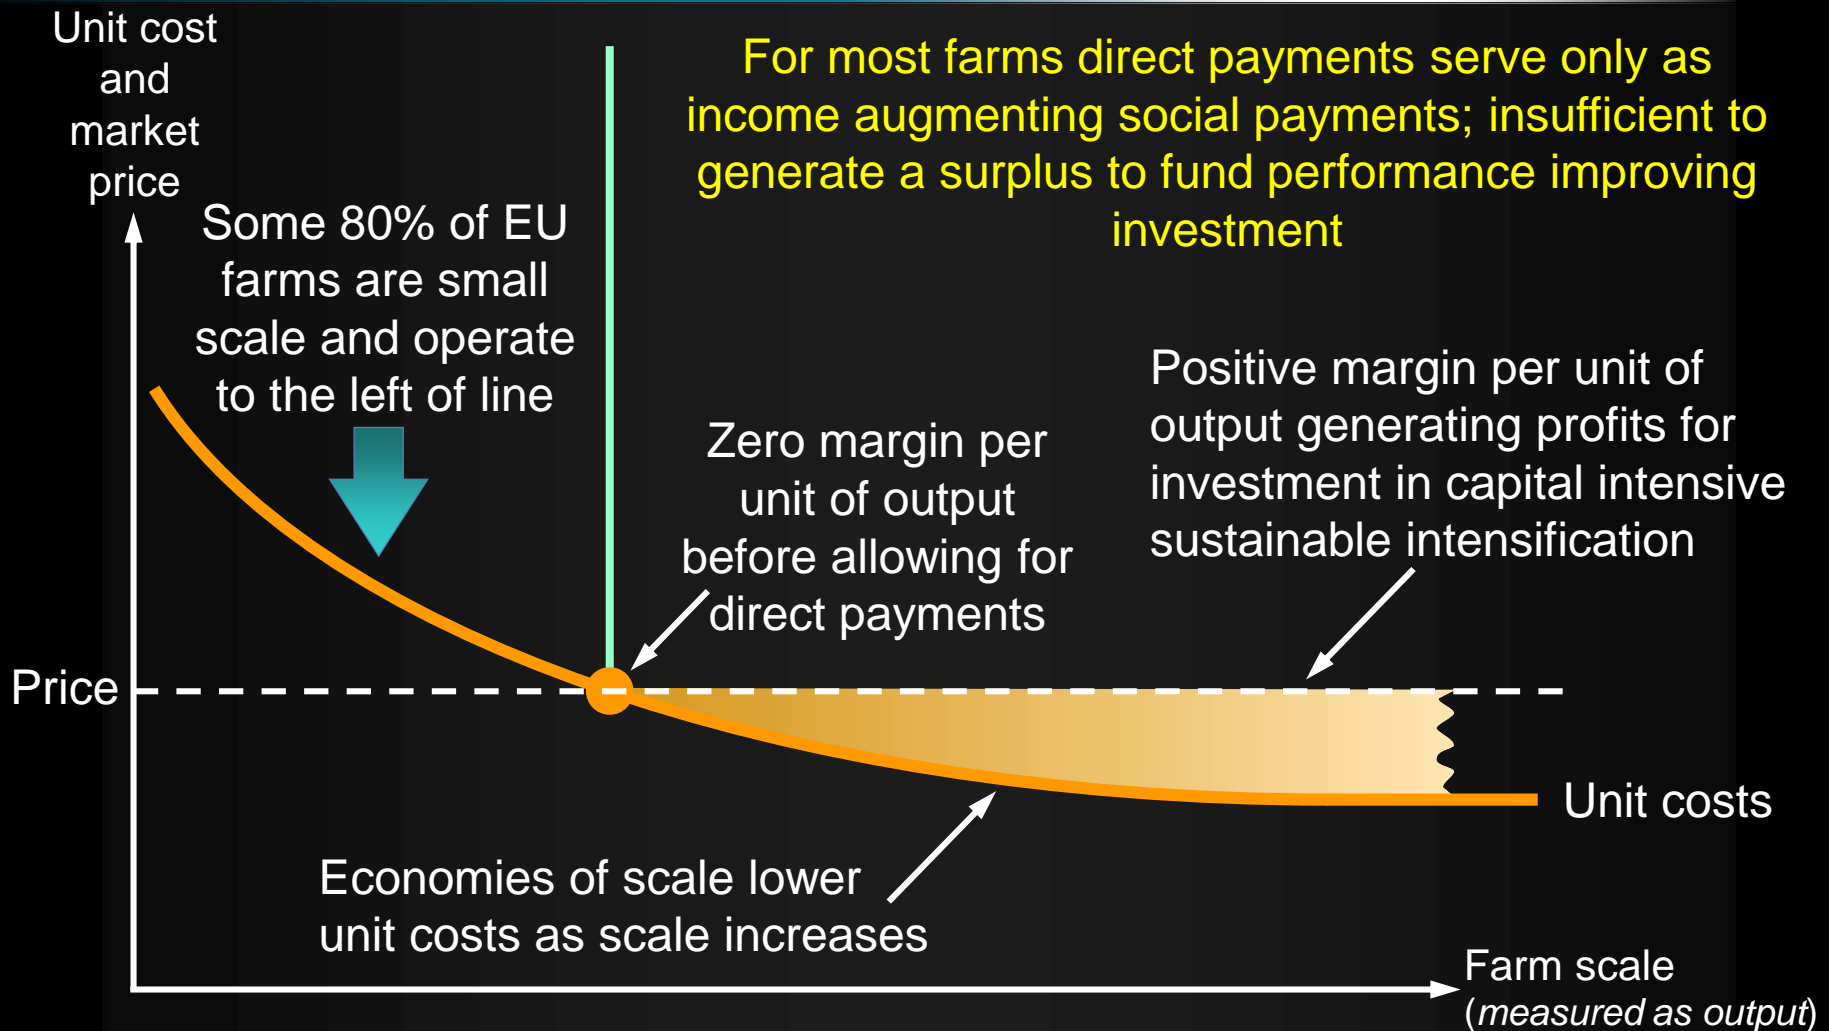 Unit cost
and
market
price
For most farms direct payments serve only as
income augmenting social payments; insufficient to
generate a surplus to fund performance improving
investment
Some 80% of EU
farms are small
scale and operate
to the left of line
Zero margin per
unit of output
before allowing for
direct payments
Positive margin per unit of
output generating profits for
investment in capital intensive
sustainable intensification
Price
Unit costs
Economies of scale lower
unit costs as scale increases
Farm scale
(measured as output)